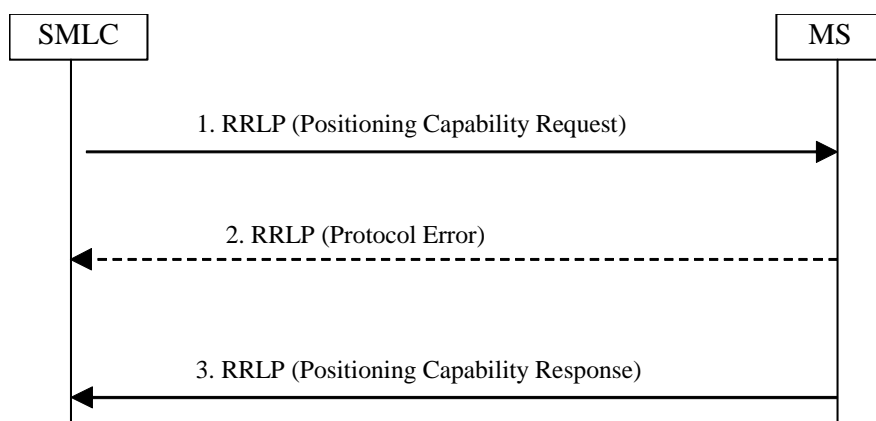 SMLC
MS
1. RRLP (Positioning Capability Request)
2. RRLP (Protocol Error)
3. RRLP (Positioning Capability Response)